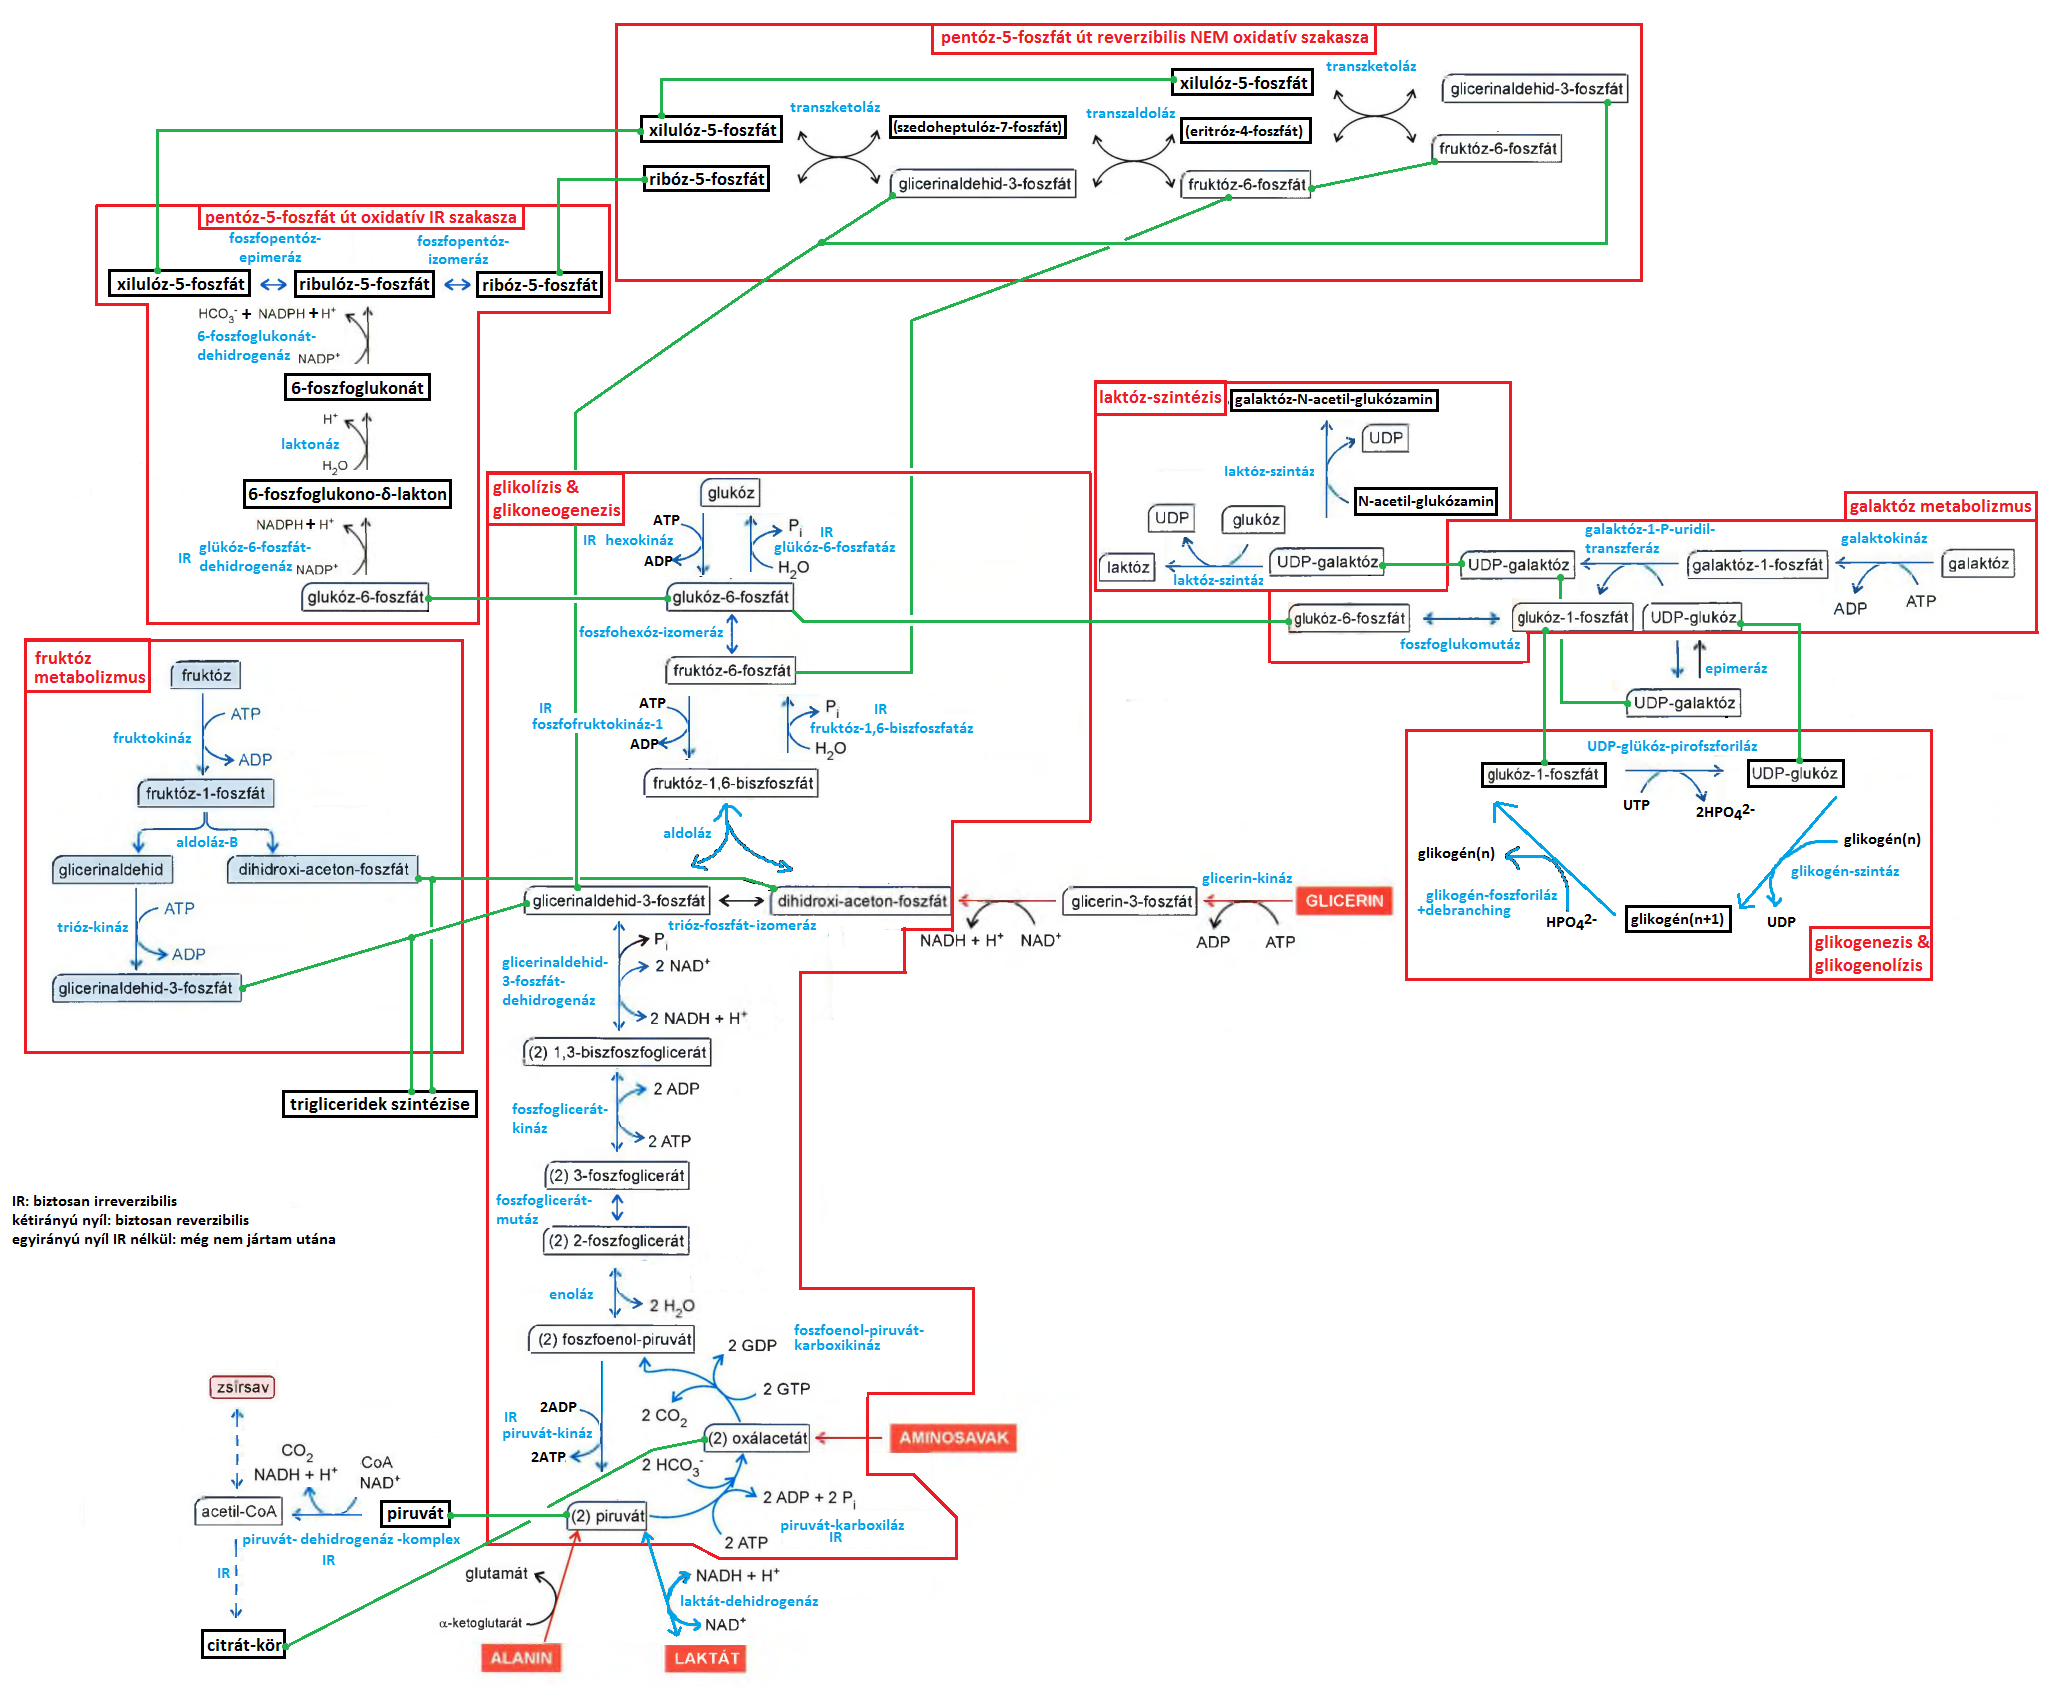 pentóz-5-foszfát út reverzibilis NEM oxidatív szakasza
transzketoláz
xilulóz-5-foszfát
glicerinaldehid-3-foszfát
transzketoláz
transzaldoláz
xilulóz-5-foszfát
(szedoheptulóz-7-foszfát)
(eritróz-4-foszfát)
fruktóz-6-foszfát
ribóz-5-foszfát
glicerinaldehid-3-foszfát
fruktóz-6-foszfát
pentóz-5-foszfát út oxidatív IR szakasza
foszfopentóz-
epimeráz
foszfopentóz-
izomeráz
xilulóz-5-foszfát
ribulóz-5-foszfát
ribóz-5-foszfát
HCO₃⁻ + NADPH + H⁺
6-foszfoglukonát-
dehidrogenáz
NADP⁺
6-foszfoglukonát
H⁺
laktonáz
H₂O
6-foszfoglukono-δ-lakton
NADPH + H⁺
IR
glükóz-6-foszfát-
dehidrogenáz
NADP⁺
glukóz-6-foszfát
laktóz-szintézis
galaktóz-N-acetil-glukózamin
UDP
laktóz-szintáz
N-acetil-glukózamin
UDP
glukóz
laktóz
laktóz-szintáz
UDP-galaktóz
galaktóz metabolizmus
galaktóz-1-P-uridil-
transzferáz
galaktokináz
UDP-galaktóz
galaktóz-1-foszfát
galaktóz
ADP
ATP
glukóz-6-foszfát
foszfoglukomutáz
glukóz-1-foszfát
UDP-glukóz
epimeráz
UDP-galaktóz
glikolízis &
glikoneogenezis
glukóz
ATP
IR hexokináz
ADP
Pi
IR
glükóz-6-foszfatáz
H₂O
glukóz-6-foszfát
foszfohexóz-izomeráz
fruktóz-6-foszfát
IR
foszfofruktokináz-1
ATP
ADP
Pi
IR
fruktóz-1,6-biszfoszfatáz
H₂O
fruktóz-1,6-biszfoszfát
aldoláz
fruktóz
metabolizmus
fruktóz
ATP
fruktokináz
ADP
fruktóz-1-foszfát
aldoláz-B
glicerinaldehid
dihidroxi-aceton-foszfát
ATP
trióz-kináz
ADP
glicerinaldehid-3-foszfát
trigliceridek szintézise
UDP-glükóz-pirofszforiláz
glukóz-1-foszfát
UDP-glukóz
UTP
2HPO4²⁻
glikogén(n)
glikogén(n)
glikogén-szintáz
glikogén-foszforiláz
+debranching
HPO4²⁻
glikogén(n+1)
UDP
glikogenezis &
glikogenolízis
glicerinaldehid-3-foszfát
dihidroxi-aceton-foszfát
glicerin-3-foszfát
glicerin-kináz
GLICERIN
trióz-foszfát-izomeráz
NADH + H⁺
NAD⁺
ADP
ATP
Pi
glicerinaldehid-
3-foszfát-
dehidrogenáz
2 NAD⁺
2 NADH + H⁺
(2) 1,3-biszfoszfoglicerát
2 ADP
foszfoglicerát-
kináz
2 ATP
(2) 3-foszfoglicerát
foszfoglicerát-
mutáz
(2) 2-foszfoglicerát
enoláz
2 H₂O
(2) foszfoenol-piruvát
2 GDP
foszfoenol-piruvát-
karboxikináz
2 GTP
2 CO₂
2ADP
IR
piruvát-kináz
2ATP
(2) oxálacetát
AMINOSAVAK
2 HCO₃⁻
2 ADP + 2 Pi
(2) piruvát
piruvát-karboxiláz
IR
2 ATP
IR: biztosan irreverzibilis
kétirányú nyíl: biztosan reverzibilis
egyirányú nyíl IR nélkül: még nem jártam utána
zsírsav
CO₂
NADH + H⁺
CoA
NAD⁺
acetil-CoA
piruvát
piruvát- dehidrogenáz -komplex
IR
IR
citrát-kör
glutamát
α-ketoglutarát
ALANIN
NADH + H⁺
laktát-dehidrogenáz
NAD⁺
LAKTÁT